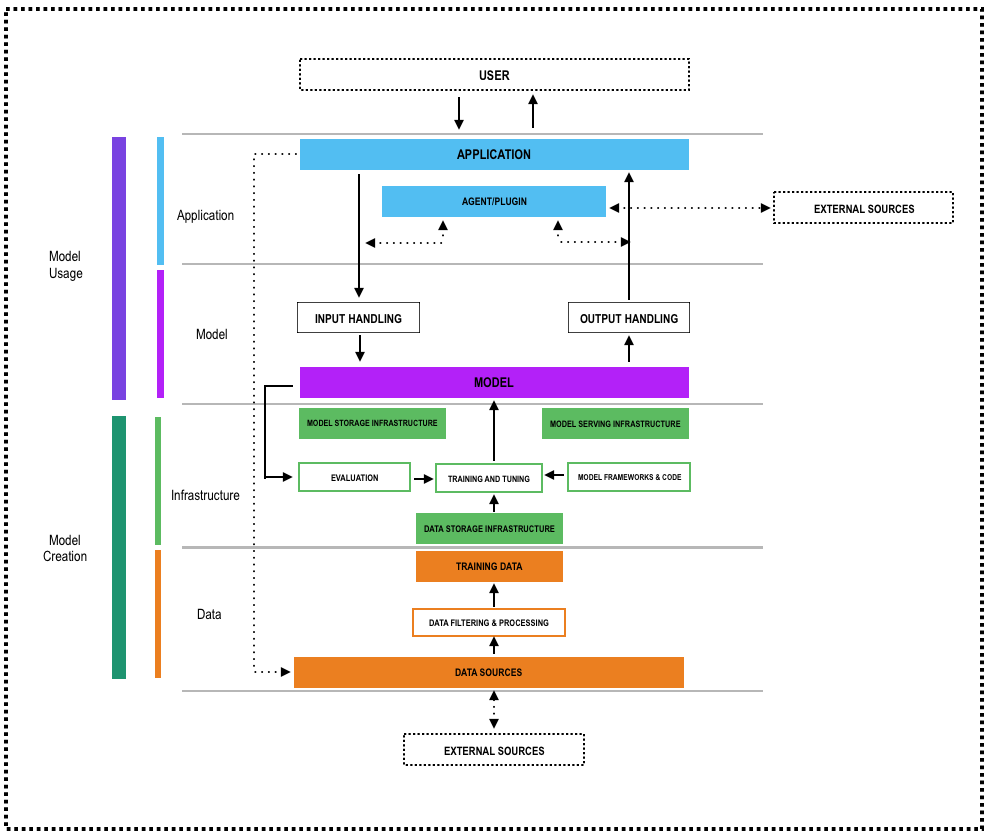 USER
APPLICATION
AGENT/PLUGIN
EXTERNAL SOURCES
Application
Model
Usage
INPUT HANDLING
OUTPUT HANDLING
Model
MODEL
MODEL STORAGE INFRASTRUCTURE
MODEL SERVING INFRASTRUCTURE
EVALUATION
TRAINING AND TUNING
MODEL FRAMEWORKS & CODE
Infrastructure
DATA STORAGE INFRASTRUCTURE
Model
Creation
TRAINING DATA
Data
DATA FILTERING & PROCESSING
DATA SOURCES
EXTERNAL SOURCES